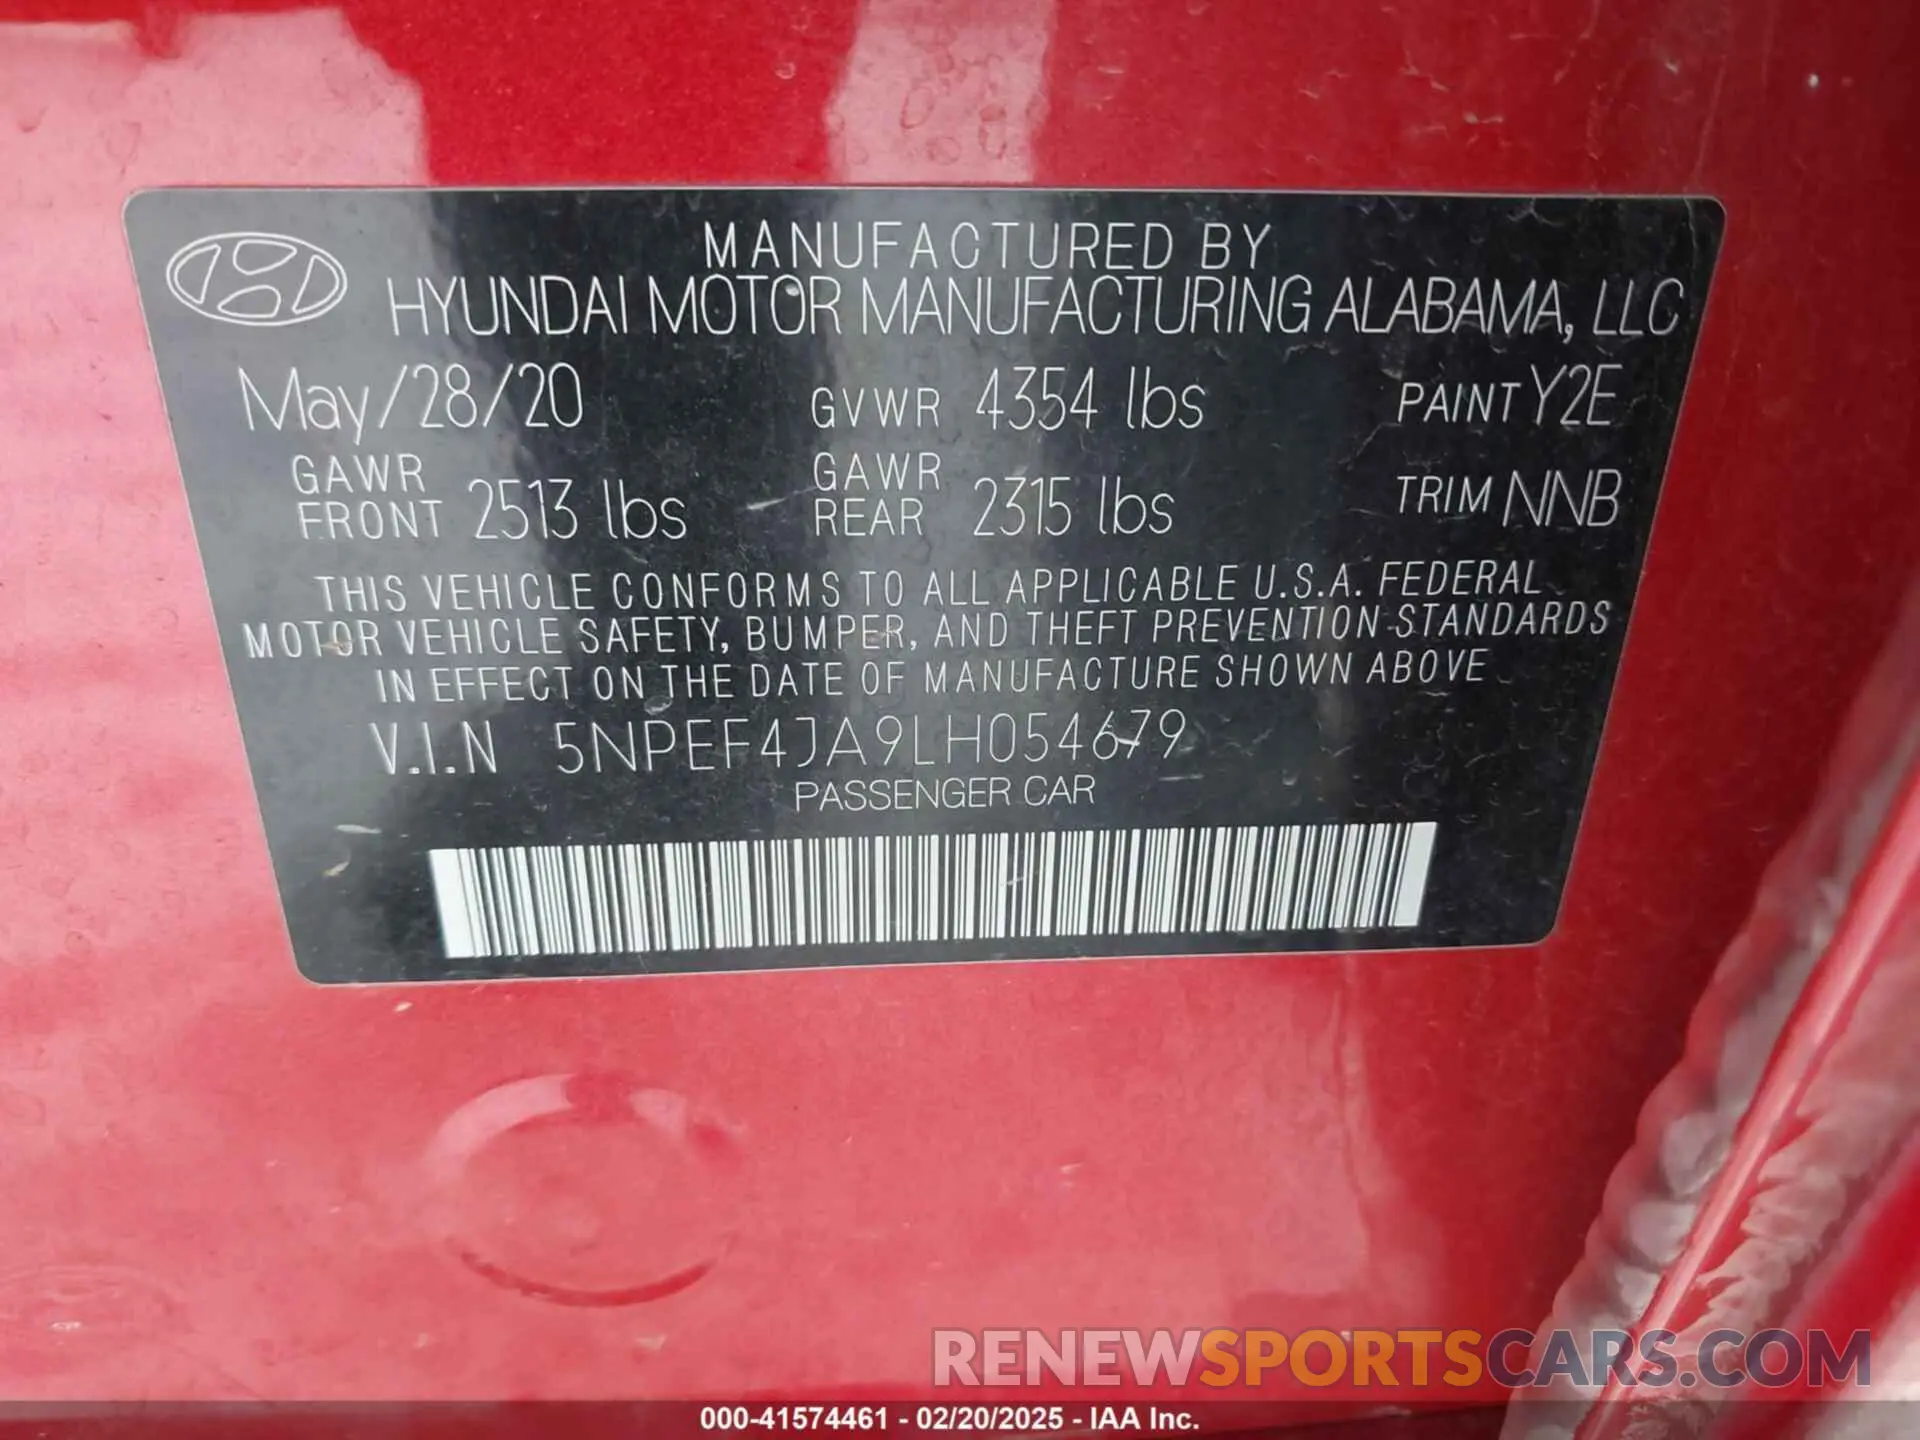 MANUFACTURED BY
HYUNDAI MOTOR MANUFACTURING ALABAMA, LLC
May/28/20 GVWR 4354 lbs PAINT Y2E
GAWR FRONT 2513 lbs GAWR REAR 2315 lbs TRIM NNB
THIS VEHICLE CONFORMS TO ALL APPLICABLE U.S.A. FEDERAL
MOTOR VEHICLE SAFETY, BUMPER, AND THEFT PREVENTION STANDARDS
IN EFFECT ON THE DATE OF MANUFACTURE SHOWN ABOVE
V.I.N 5NPEF4JA9LH054679
PASSENGER CAR
RENEWSPORTSCARS.COM
000-41574461 - 02/20/2025 - IAA Inc.